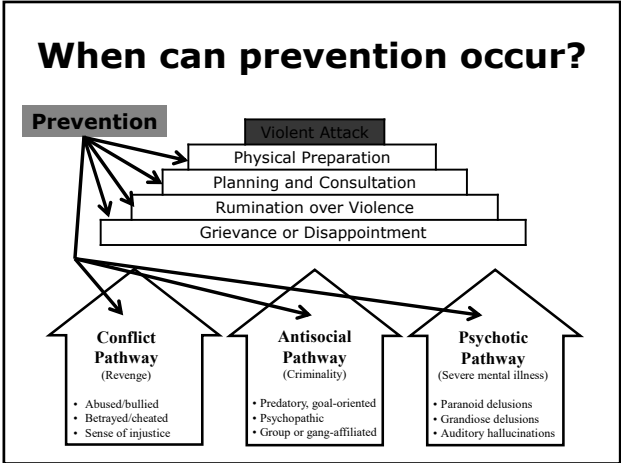 When can prevention occur?
Prevention
Violent Attack
Physical Preparation
Planning and Consultation
Rumination over Violence
Grievance or Disappointment
Conflict
Pathway
(Revenge)
• Abused/bullied
• Betrayed/cheated
• Sense of injustice
Antisocial
Pathway
(Criminality)
• Predatory, goal-oriented
• Psychopathic
• Group or gang-affiliated
Psychotic
Pathway
(Severe mental illness)
• Paranoid delusions
• Grandiose delusions
• Auditory hallucinations